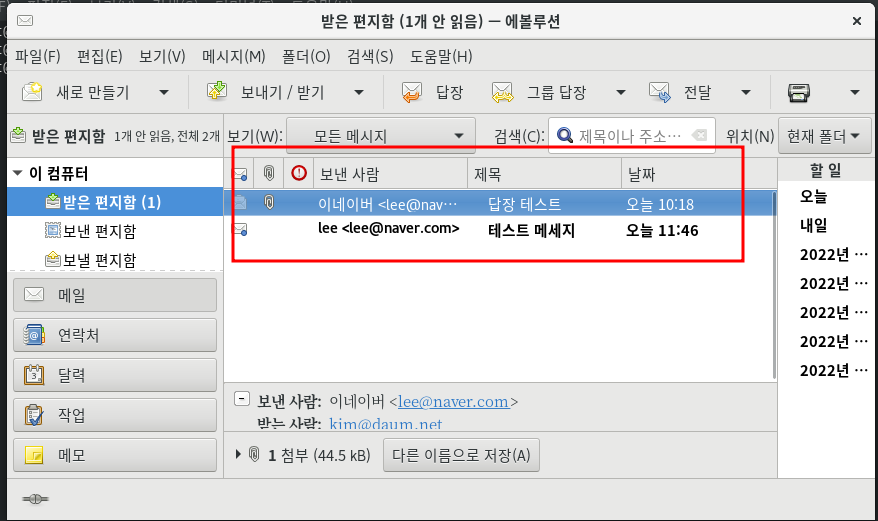 받은 편지함 (1개 안 읽음) — 에볼루션
파일(F) 편집(E) 보기(V) 메시지(M) 폴더(O) 검색(S) 도움말(H)
새로 만들기 보내기 / 받기 답장 그룹 답장 전달
받은 편지함 1개 안 읽음, 전체 2개 보기(W): 모든 메시지 검색(C): 제목이나 주소… 위치(N) 현재 폴더
이 컴퓨터
받은 편지함 (1)
보낸 편지함
보낼 편지함
메일
연락처
달력
작업
메모
보낸 사람 제목 날짜
이네이버 <lee@nav… 답장 테스트 오늘 10:18
lee <lee@naver.com> 테스트 메세지 오늘 11:46
보낸 사람: 이네이버 <lee@naver.com>
받는 사람: kim@daum.net
1 첨부 (44.5 kB) 다른 이름으로 저장(A)
할 일
오늘
내일
2022년 …
2022년 …
2022년 …
2022년 …
2022년 …